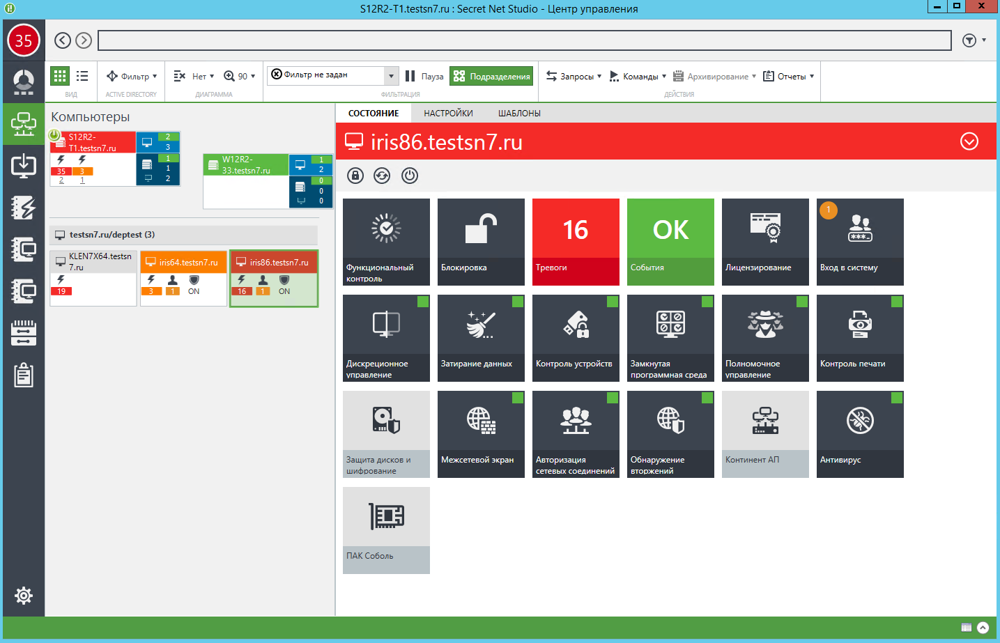 S12R2-T1.testsn7.ru : Secret Net Studio - Центр управления
35
Фильтр
Нет
90
Фильтр не задан
Пауза
Подразделения
Запросы
Команды
Архивирование
Отчеты
ВИД
ACTIVE DIRECTORY
ДИАГРАММА
ФИЛЬТРАЦИЯ
ДЕЙСТВИЯ
Компьютеры
S12R2-
T1.testsn7.ru
2
3
35
3
2
1
1
1
2
W12R2-
33.testsn7.ru
1
2
0
0
0
testsn7.ru/deptest (3)
KLEN7X64.testsn
7.ru
19
iris64.testsn7.ru
3
1
ON
iris86.testsn7.ru
16
1
ON
СОСТОЯНИЕ
НАСТРОЙКИ
ШАБЛОНЫ
iris86.testsn7.ru
Функциональный
контроль
Блокировка
16
Тревоги
OK
События
Лицензирование
1
***_
Вход в систему
Дискреционное
управление
Затирание данных
Контроль устройств
Замкнутая
программная среда
Полномочное
управление
Контроль печати
Защита дисков и
шифрование
Межсетевой экран
Авторизация
сетевых соединений
Обнаружение
вторжений
Континент АП
Антивирус
ПАК Соболь